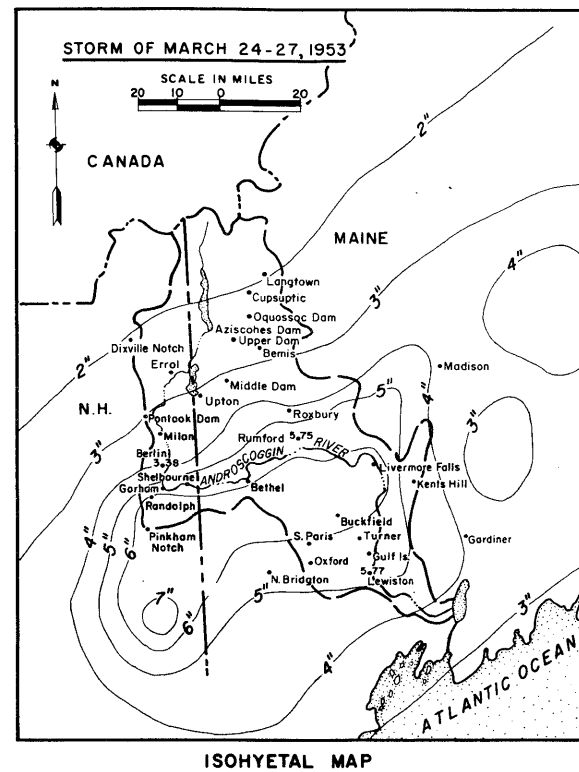 STORM OF MARCH 24-27, 1953
SCALE IN MILES
20 10 0 20
N
CANADA
2"
MAINE
4"
3"
Langtown
Cupsuptic
Oquossoc Dam
Aziscohes Dam
Upper Dam
Bemis
Dixville Notch
Errol
2"
Middle Dam
Upton
Madison
5"
4"
3"
N.H.
Pontook Dam
Roxbury
Milan
Rumford 5.75
3"
Berlin
3.38
ANDROSCOGGIN RIVER
Livermore Falls
Shelbourne
Gorham
Bethel
Kents Hill
Randolph
Buckfield
Pinkham
Notch
4"
5"
6"
S. Paris
Turner
Gardiner
Gulf Is.
Oxford
5.77
N. Bridgton
Lewiston
7"
6"
5"
3"
4"
ATLANTIC OCEAN
ISOHYETAL MAP